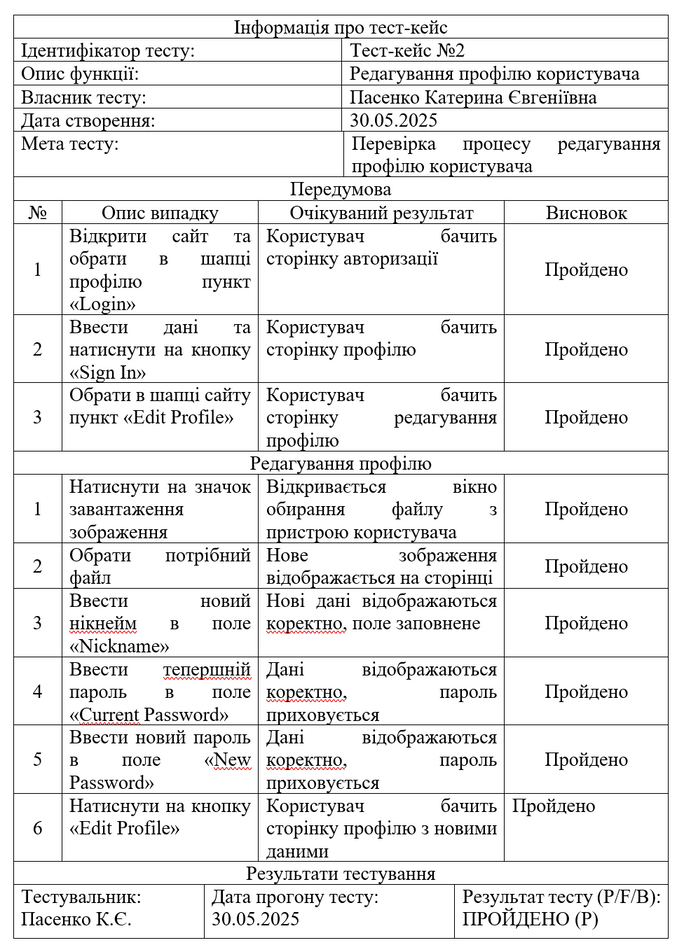 Інформація про тест-кейс
Ідентифікатор тесту: Тест-кейс №2
Опис функції: Редагування профілю користувача
Власник тесту: Пасенко Катерина Євгеніївна
Дата створення: 30.05.2025
Мета тесту: Перевірка процесу редагування
профілю користувача
Передумова
№ Опис випадку Очікуваний результат Висновок
1
Відкрити сайт та
обрати в шапці
профілю пункт
«Login»
Користувач бачить
сторінку авторизації
Пройдено
2
Ввести дані та
натиснути на кнопку
«Sign In»
Користувач бачить
сторінку профілю
Пройдено
3
Обрати в шапці сайту
пункт «Edit Profile»
Користувач бачить
сторінку редагування
профілю
Пройдено
Редагування профілю
1
Натиснути на значок
завантаження
зображення
Відкривається вікно
обирання файлу з
пристрою користувача
Пройдено
2
Обрати потрібний
файл
Нове зображення
відображається на сторінці
Пройдено
3
Ввести новий
нікнейм в поле
«Nickname»
Нові дані відображаються
коректно, поле заповнене
Пройдено
4
Ввести теперішній
пароль в поле
«Current Password»
Дані відображаються
коректно, пароль
приховується
Пройдено
5
Ввести новий пароль
в поле «New
Password»
Дані відображаються
коректно, пароль
приховується
Пройдено
6
Натиснути на кнопку
«Edit Profile»
Користувач бачить
сторінку профілю з новими
даними
Пройдено
Результати тестування
Тестувальник:
Пасенко К.Є.
Дата прогону тесту:
30.05.2025
Результат тесту (P/F/B):
ПРОЙДЕНО (P)